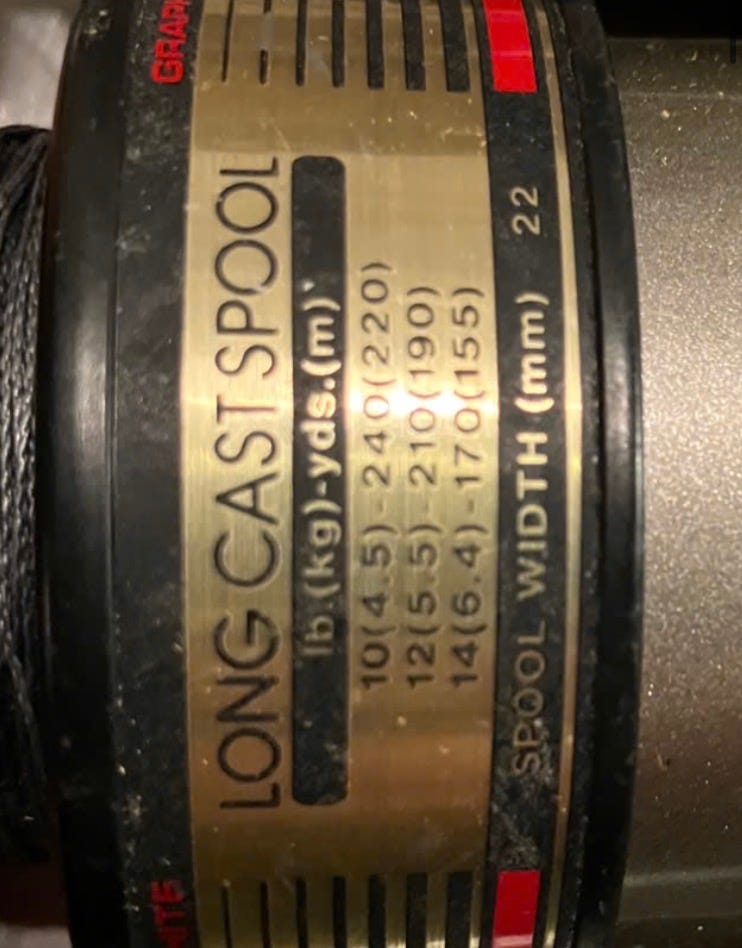 LONG CAST SPOOL
lb.(kg)-yds.(m)
10(4.5)-240(220)
12(5.5)-210(190)
14(6.4)-170(155)
SPOOL WIDTH (mm) 22